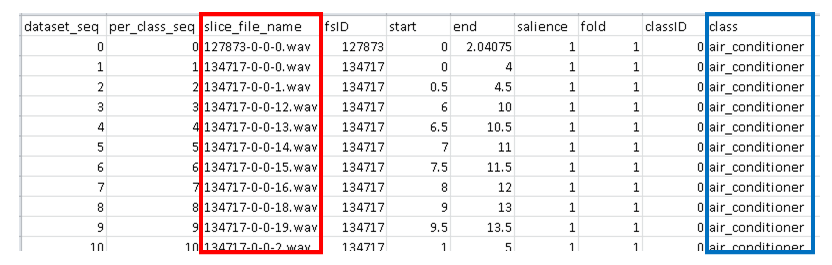 dataset_seq per_class_seq slice_file_name fsID start end salience fold classID class
0 0 127873-0-0-0.wav 127873 0 2.04075 1 1 0 air_conditioner
1 1 134717-0-0-0.wav 134717 0 4 1 1 0 air_conditioner
2 2 134717-0-0-1.wav 134717 0.5 4.5 1 1 0 air_conditioner
3 3 134717-0-0-12.wav 134717 6 10 1 1 0 air_conditioner
4 4 134717-0-0-13.wav 134717 6.5 10.5 1 1 0 air_conditioner
5 5 134717-0-0-14.wav 134717 7 11 1 1 0 air_conditioner
6 6 134717-0-0-15.wav 134717 7.5 11.5 1 1 0 air_conditioner
7 7 134717-0-0-16.wav 134717 8 12 1 1 0 air_conditioner
8 8 134717-0-0-18.wav 134717 9 13 1 1 0 air_conditioner
9 9 134717-0-0-19.wav 134717 9.5 13.5 1 1 0 air_conditioner
10 10 134717-0-0-2.wav 134717 1 5 1 1 0 air_conditioner